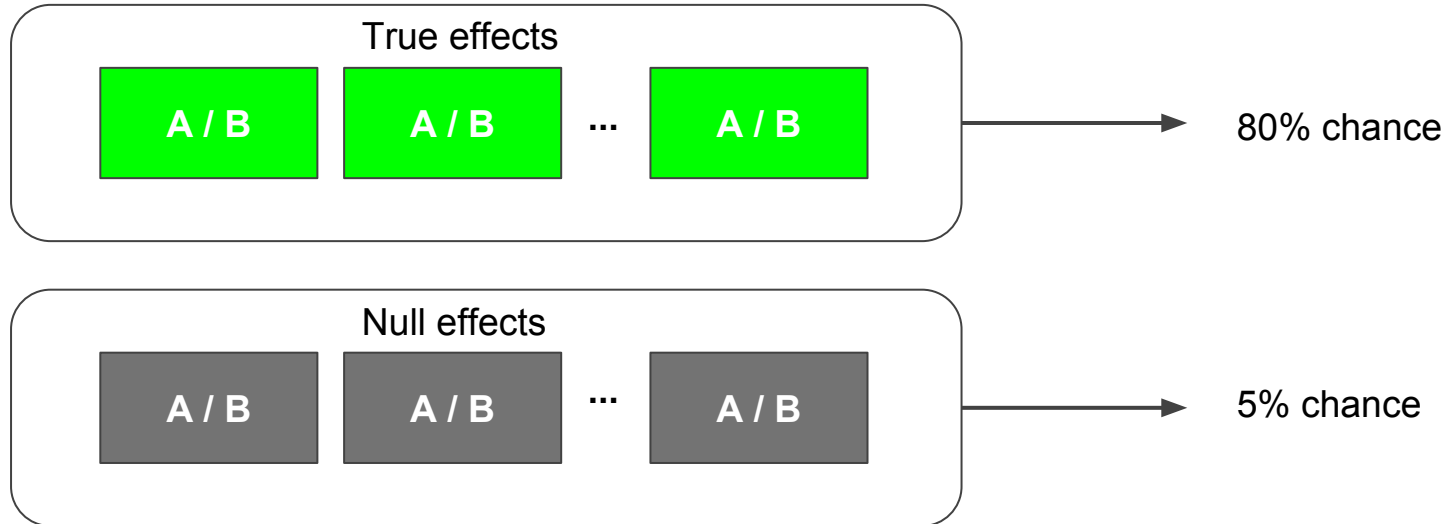 True effects
A / B A / B ... A / B
80% chance
Null effects
A / B A / B ... A / B
5% chance